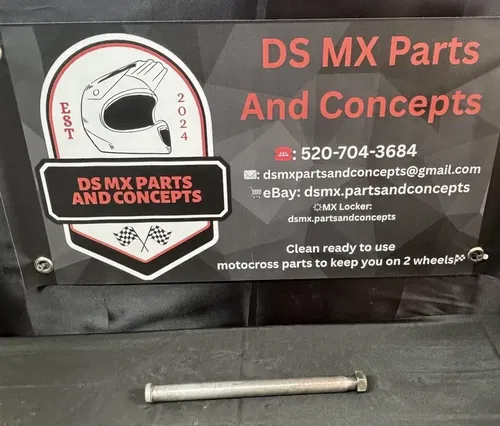 EST
2024
DS MX PARTS
AND CONCEPTS
DS MX Parts
And Concepts
: 520-704-3684
: dsmxpartsandconcepts@gmail.com
eBay: dsmx.partsandconcepts
MX Locker:
dsmx.partsandconcepts
Clean ready to use
motocross parts to keep you on 2 wheels